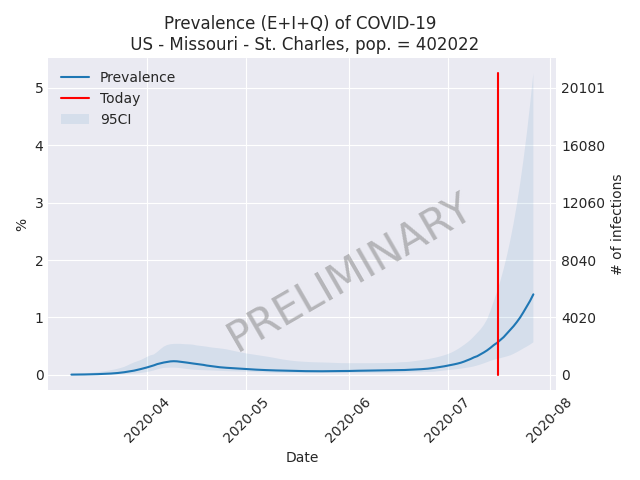 Prevalence (E+I+Q) of COVID-19
US - Missouri - St. Charles, pop. = 402022
Prevalence
Today
95CI
PRELIMINARY
5
4
3
2
1
0
%
20101
16080
12060
8040
4020
0
# of infections
2020-04
2020-05
2020-06
2020-07
2020-08
Date